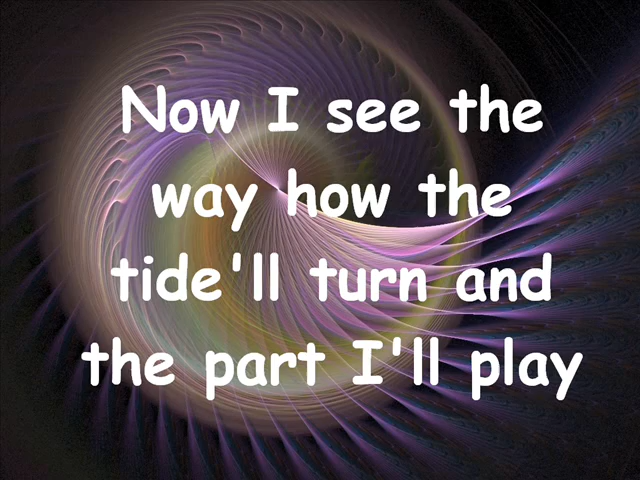 Now I see the
way how the
tide'll turn and
the part I'll play